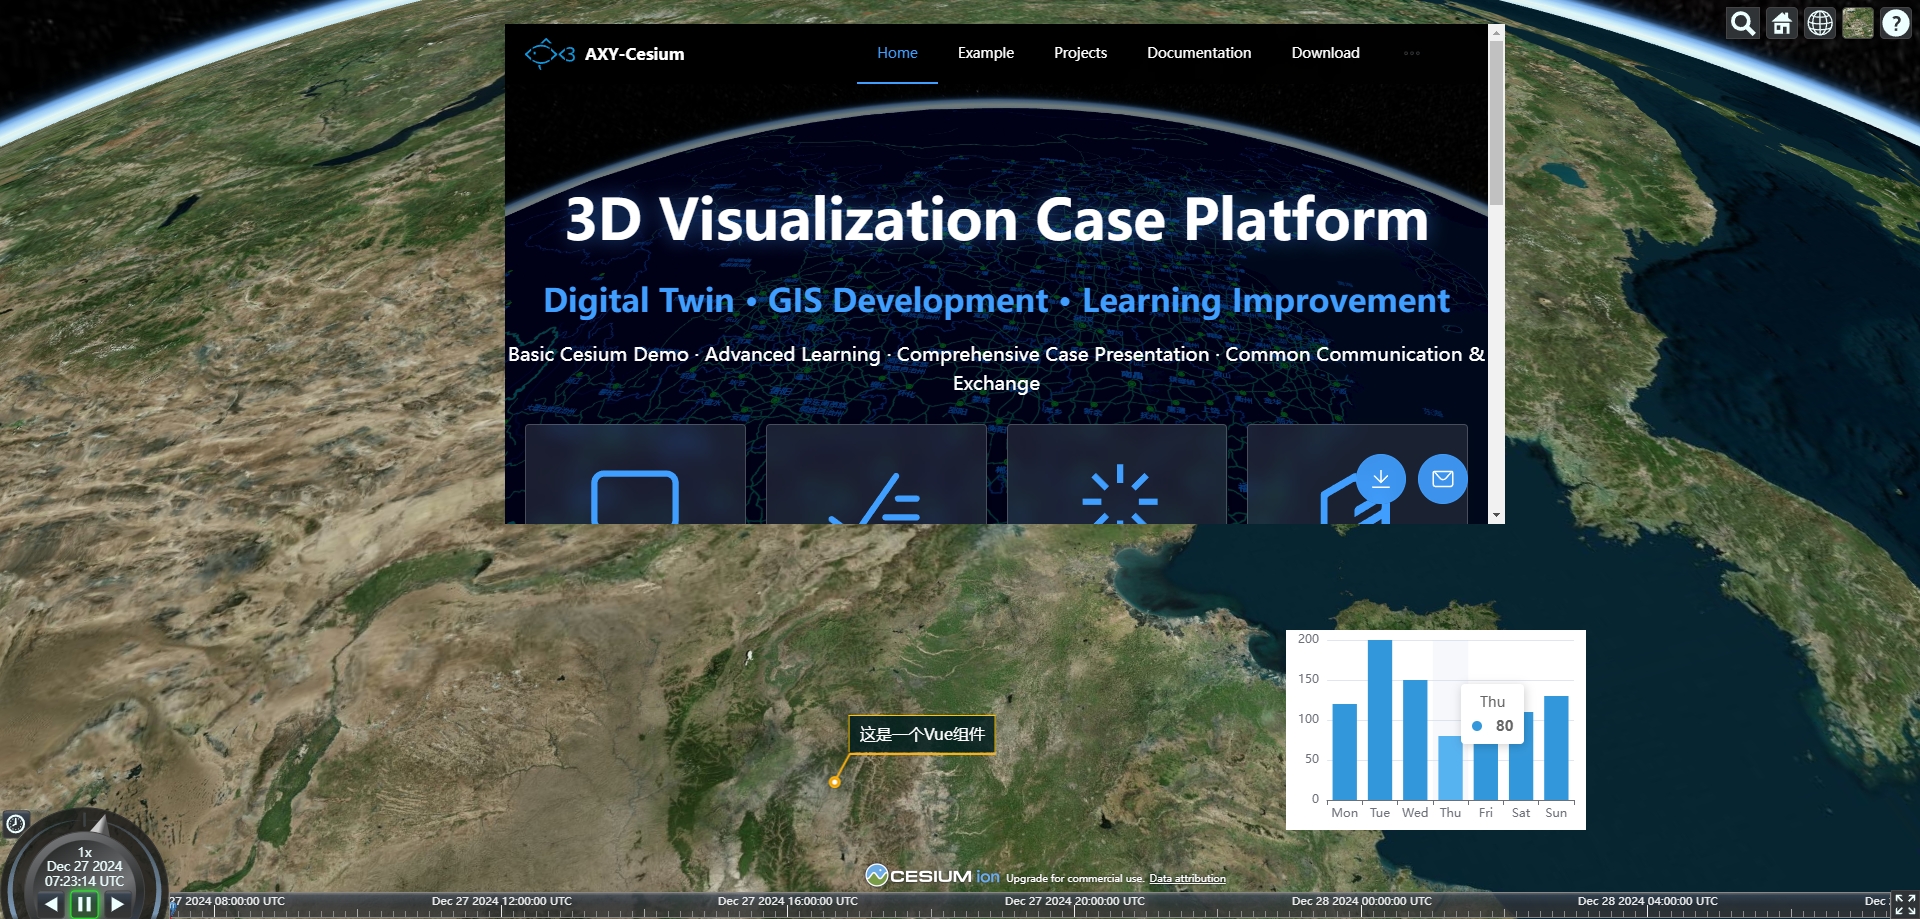 AXY-Cesium
Home Example Projects Documentation Download
3D Visualization Case Platform
Digital Twin • GIS Development • Learning Improvement
Basic Cesium Demo · Advanced Learning · Comprehensive Case Presentation · Common Communication &
Exchange
这是一个Vue组件
200
150
100
50
0
Thu
80
Mon Tue Wed Thu Fri Sat Sun
1x
Dec 27 2024
07:23:14 UTC
CESIUM ion Upgrade for commercial use. Data attribution
27 2024 08:00:00 UTC Dec 27 2024 12:00:00 UTC Dec 27 2024 16:00:00 UTC Dec 27 2024 20:00:00 UTC Dec 28 2024 00:00:00 UTC Dec 28 2024 04:00:00 UTC Dec